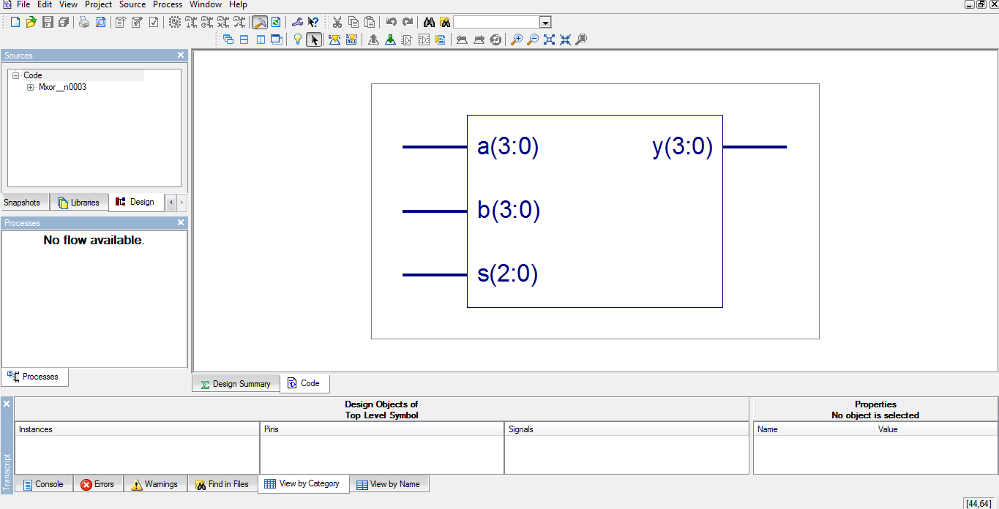 File Edit View Project Source Process Window Help
Sources
Code
Mxor__n0003
Snapshots Libraries Design
Processes
No flow available.
Processes
a(3:0) y(3:0)
b(3:0)
s(2:0)
Design Summary Code
Transcript
Design Objects of
Top Level Symbol
Instances Pins Signals
Properties
No object is selected
Name Value
Console Errors Warnings Find in Files View by Category View by Name
[44,64]